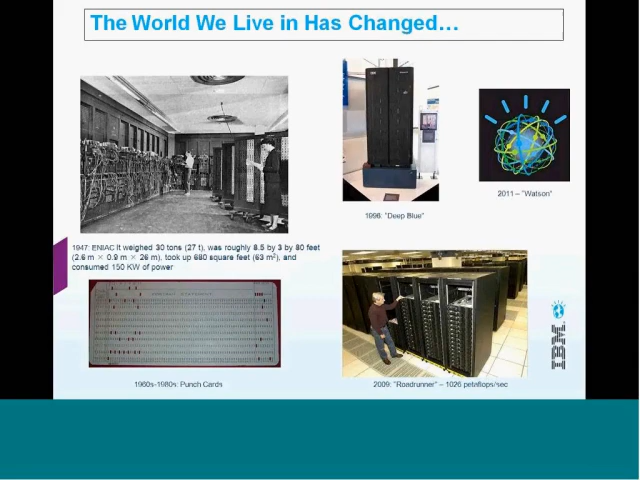 The World We Live in Has Changed…
2011 – "Watson"
1996: "Deep Blue"
1947: ENIAC It weighed 30 tons (27 t), was roughly 8.5 by 3 by 80 feet
(2.6 m × 0.9 m × 26 m), took up 680 square feet (63 m²), and
consumed 150 KW of power
1960s-1980s: Punch Cards
2009: "Roadrunner" – 1026 petaflops/sec
IBM